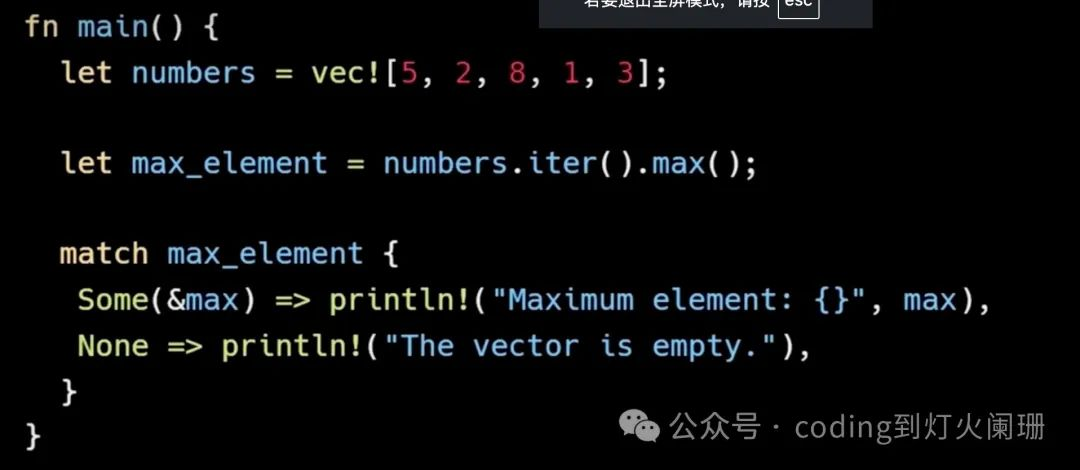 若要退出全屏模式，请按 esc
fn main() {
let numbers = vec![5, 2, 8, 1, 3];
let max_element = numbers.iter().max();
match max_element {
Some(&max) => println!("Maximum element: {}", max),
None => println!("The vector is empty."),
}
}
公众号 · coding到灯火阑珊